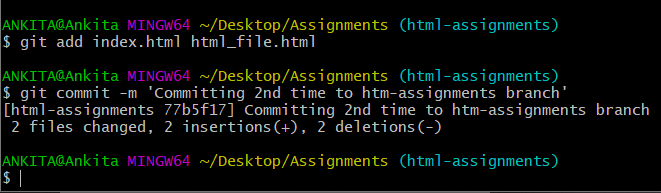 ANKITA@Ankita MINGW64 ~/Desktop/Assignments (html-assignments)
$ git add index.html html_file.html
ANKITA@Ankita MINGW64 ~/Desktop/Assignments (html-assignments)
$ git commit -m 'Committing 2nd time to htm-assignments branch'
[html-assignments 77b5f17] Committing 2nd time to htm-assignments branch
 2 files changed, 2 insertions(+), 2 deletions(-)
ANKITA@Ankita MINGW64 ~/Desktop/Assignments (html-assignments)
$